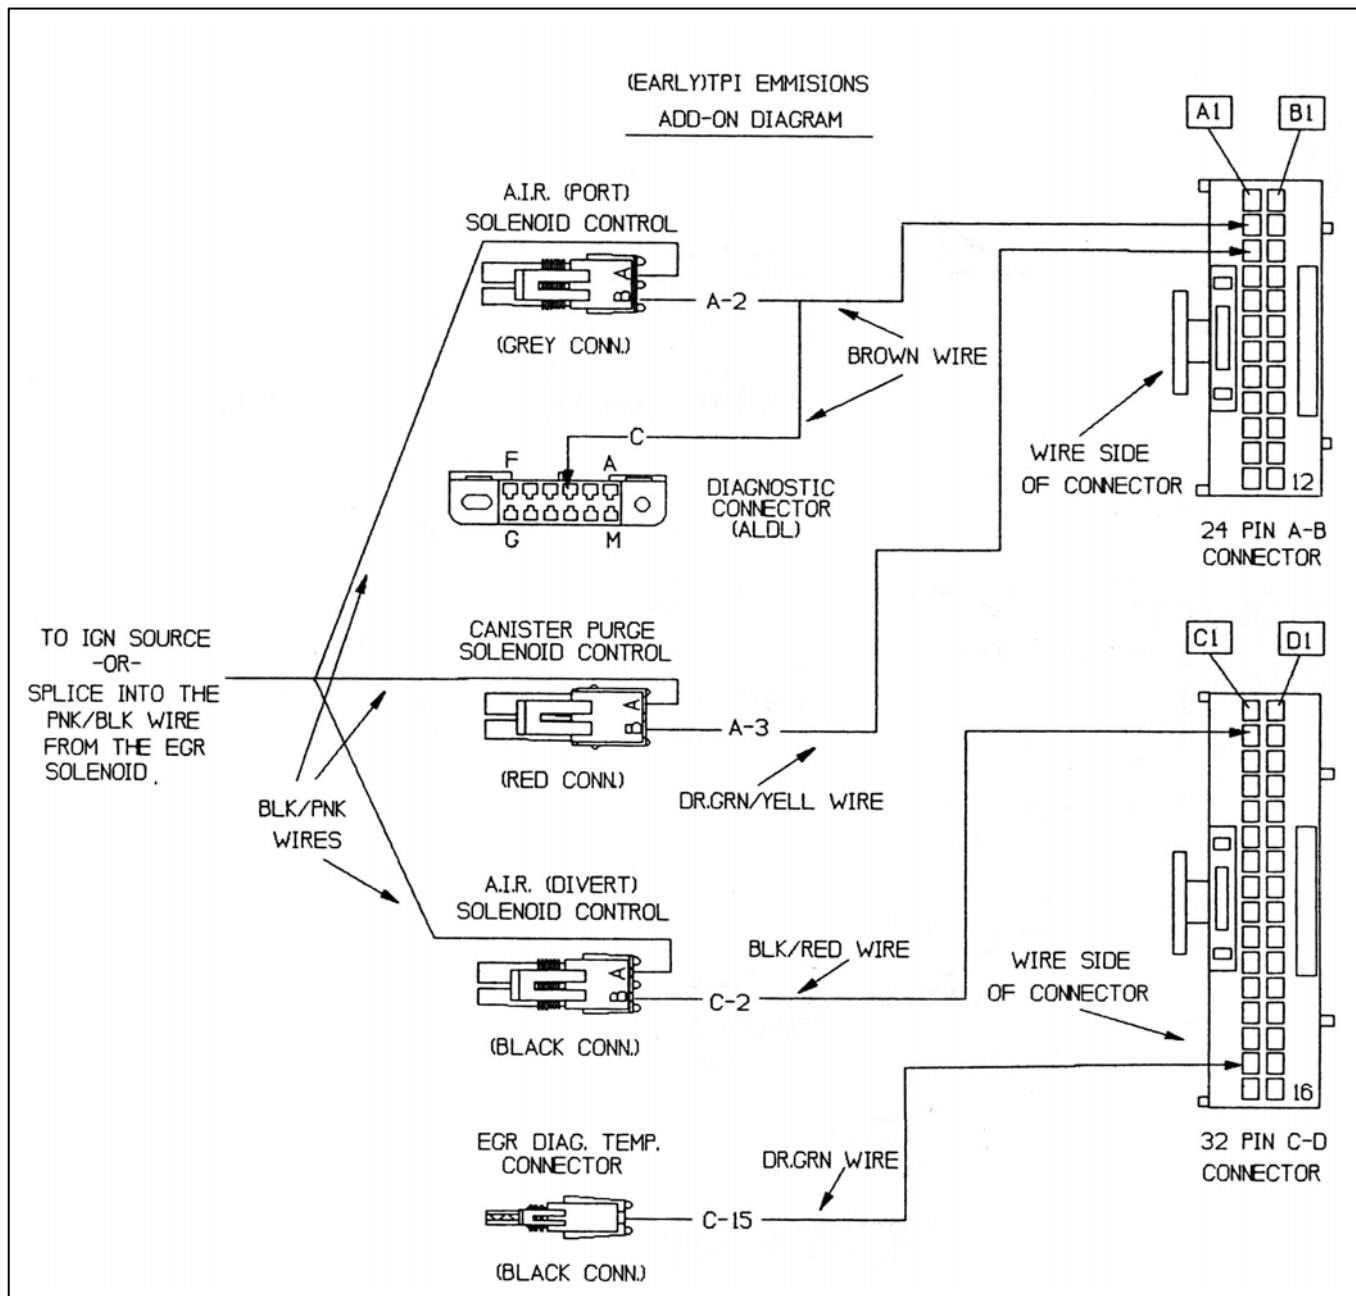 (EARLY)TPI EMMISIONS
ADD-ON DIAGRAM
A1
B1
A.I.R. (PORT)
SOLENOID CONTROL
A
B
A-2
(GREY CONN.)
BROWN WIRE
C
F
A
G
M
DIAGNOSTIC
CONNECTOR
(ALDL)
WIRE SIDE
OF CONNECTOR
12
24 PIN A-B
CONNECTOR
TO IGN SOURCE
-OR-
SPLICE INTO THE
PNK/BLK WIRE
FROM THE EGR
SOLENOID.
CANISTER PURGE
SOLENOID CONTROL
A
B
A-3
(RED CONN.)
DR.GRN/YELL WIRE
BLK/PNK
WIRES
C1
D1
A.I.R. (DIVERT)
SOLENOID CONTROL
A
B
C-2
(BLACK CONN.)
BLK/RED WIRE
WIRE SIDE
OF CONNECTOR
16
32 PIN C-D
CONNECTOR
EGR DIAG. TEMP.
CONNECTOR
C-15
DR.GRN WIRE
(BLACK CONN.)